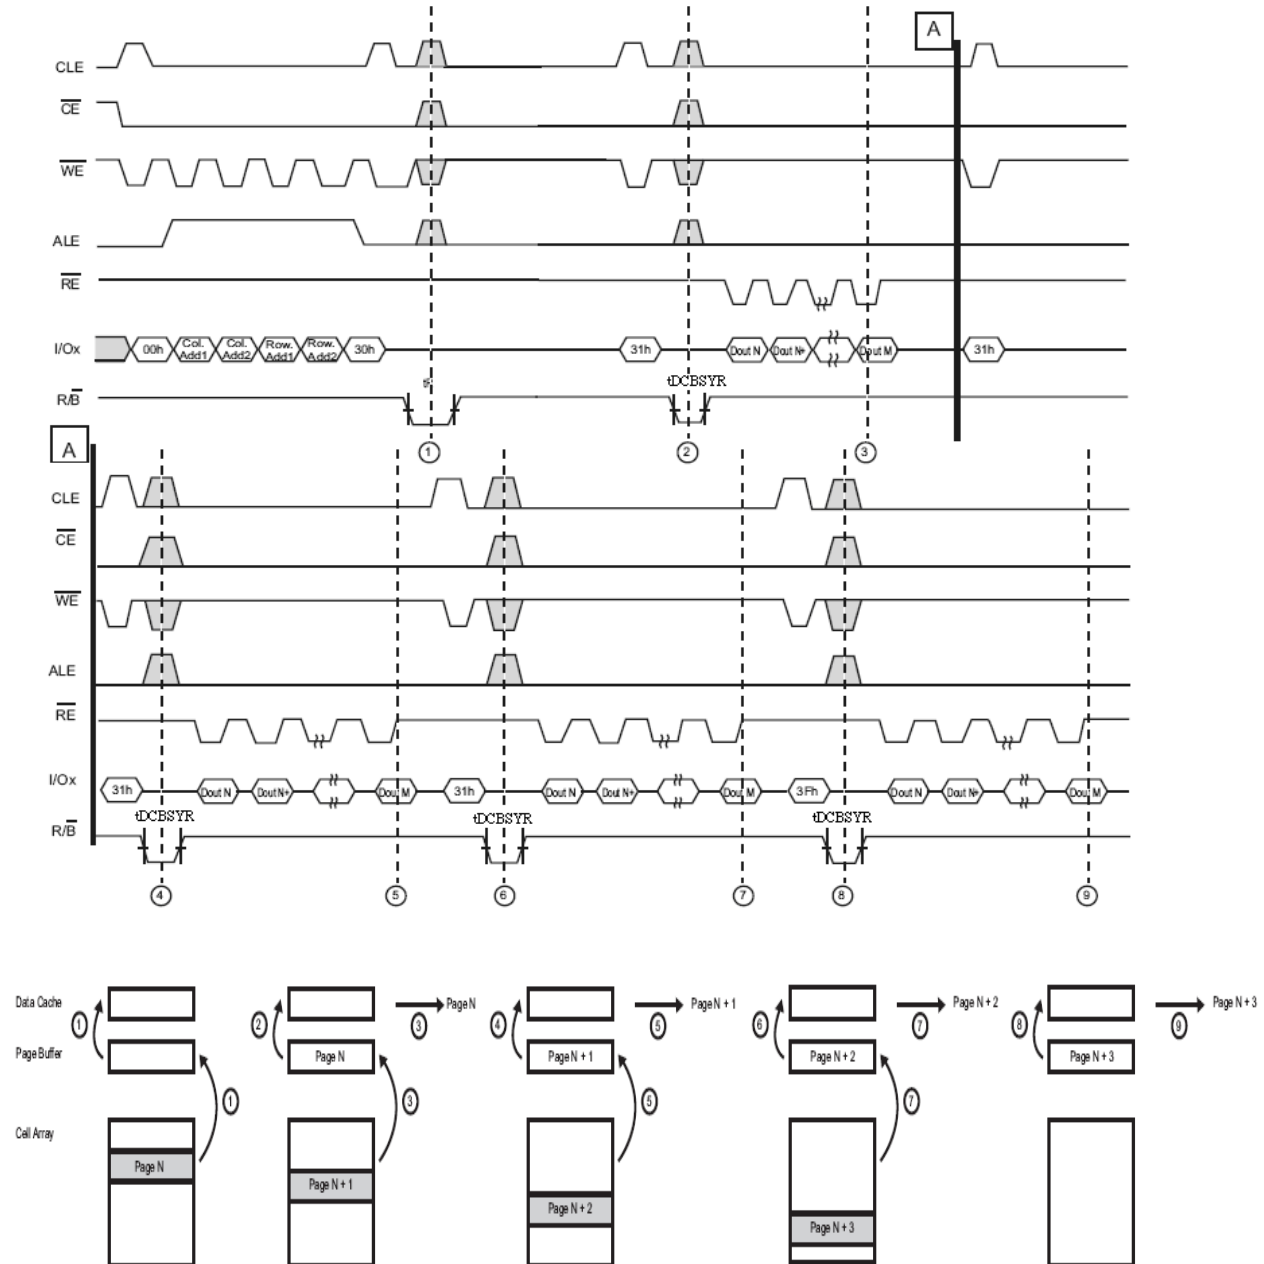 A
CLE
CE
WE
ALE
RE
I/Ox 00h Col. Add1 Col. Add2 Row. Add1 Row. Add2 30h 31h Dout N Dout N+ Dout M 31h
tDCBSYR
R/B
1 2 3
A
CLE
CE
WE
ALE
RE
I/Ox 31h Dout N Dout N+ Dout M 31h Dout N Dout N+ Dout M 3Fh Dout N Dout N+ Dout M
tDCBSYR tDCBSYR tDCBSYR
R/B
4 5 6 7 8 9
Data Cache Page N Page N + 1 Page N + 2 Page N + 3
1 2 3 4 5 6 7 8 9
Page Buffer Page N Page N + 1 Page N + 2 Page N + 3
1 3 5 7
Cell Array
Page N
Page N + 1
Page N + 2
Page N + 3